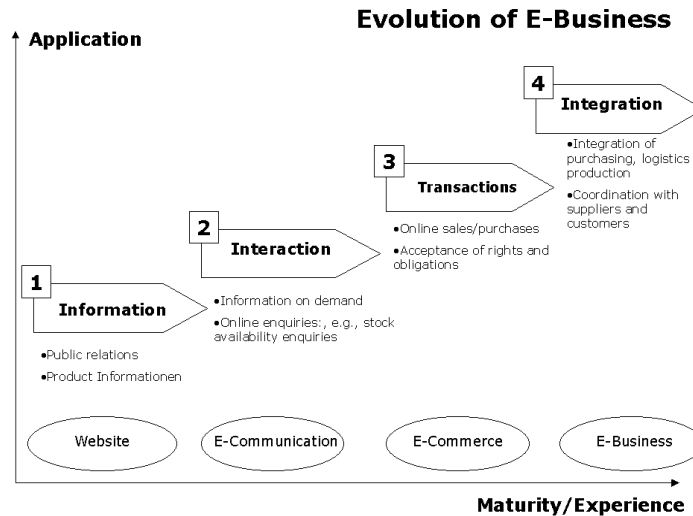 Evolution of E-Business
Application
4
Integration
•Integration of
purchasing, logistics
production
•Coordination with
suppliers and
customers
3
Transactions
•Online sales/purchases
•Acceptance of rights and
obligations
2
Interaction
•Information on demand
•Online enquiries:, e.g., stock
availability enquiries
1
Information
•Public relations
•Product Informationen
Website
E-Communication
E-Commerce
E-Business
Maturity/Experience